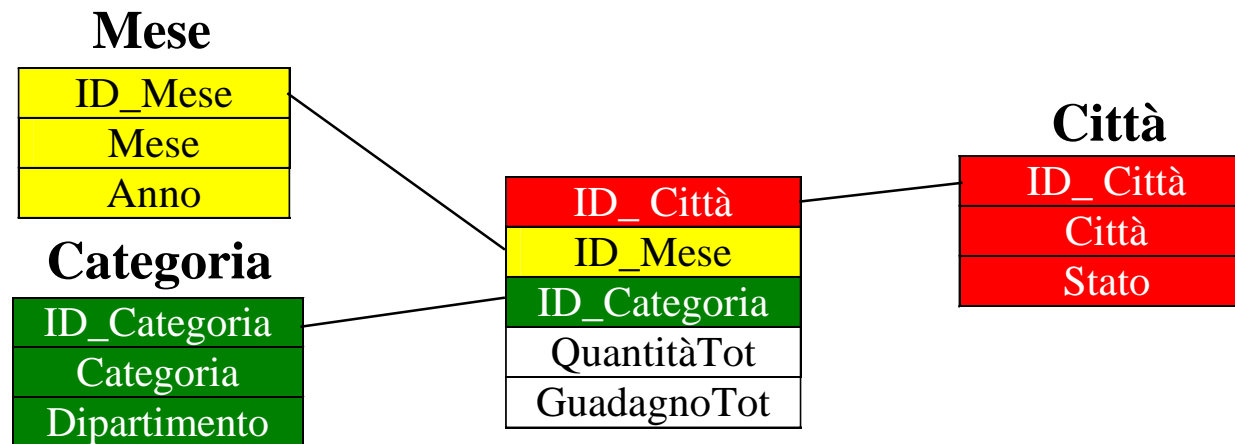 Mese
ID_Mese
Mese
Anno
Categoria
ID_Categoria
Categoria
Dipartimento
ID_ Città
ID_Mese
ID_Categoria
QuantitàTot
GuadagnoTot
Città
ID_ Città
Città
Stato